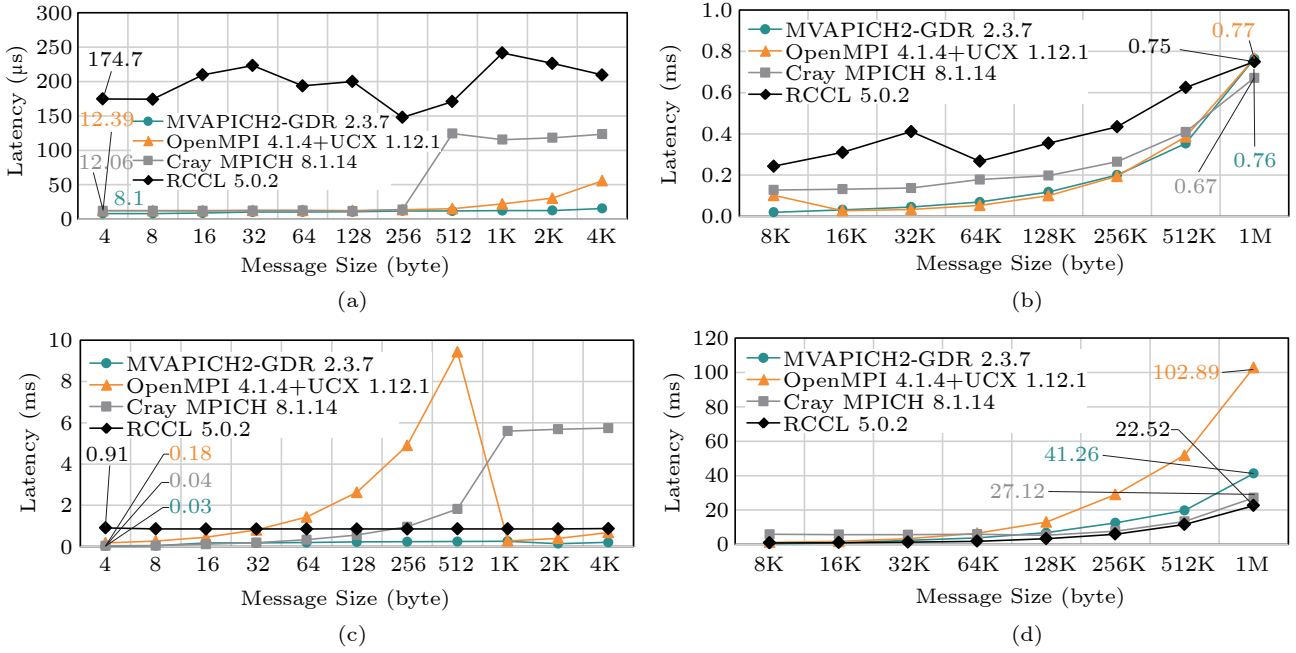 300
250
200
150
100
50
0
Latency (μs)
174.7
12.39
12.06
8.1
MVAPICH2-GDR 2.3.7
OpenMPI 4.1.4+UCX 1.12.1
Cray MPICH 8.1.14
RCCL 5.0.2
4 8 16 32 64 128 256 512 1K 2K 4K
Message Size (byte)
(a)
1.0
0.8
0.6
0.4
0.2
0.0
Latency (ms)
MVAPICH2-GDR 2.3.7
OpenMPI 4.1.4+UCX 1.12.1
Cray MPICH 8.1.14
RCCL 5.0.2
0.77
0.75
0.76
0.67
8K 16K 32K 64K 128K 256K 512K 1M
Message Size (byte)
(b)
10
8
6
4
2
0
Latency (ms)
MVAPICH2-GDR 2.3.7
OpenMPI 4.1.4+UCX 1.12.1
Cray MPICH 8.1.14
RCCL 5.0.2
0.91
0.18
0.04
0.03
4 8 16 32 64 128 256 512 1K 2K 4K
Message Size (byte)
(c)
120
100
80
60
40
20
0
Latency (ms)
MVAPICH2-GDR 2.3.7
OpenMPI 4.1.4+UCX 1.12.1
Cray MPICH 8.1.14
RCCL 5.0.2
102.89
22.52
41.26
27.12
8K 16K 32K 64K 128K 256K 512K 1M
Message Size (byte)
(d)